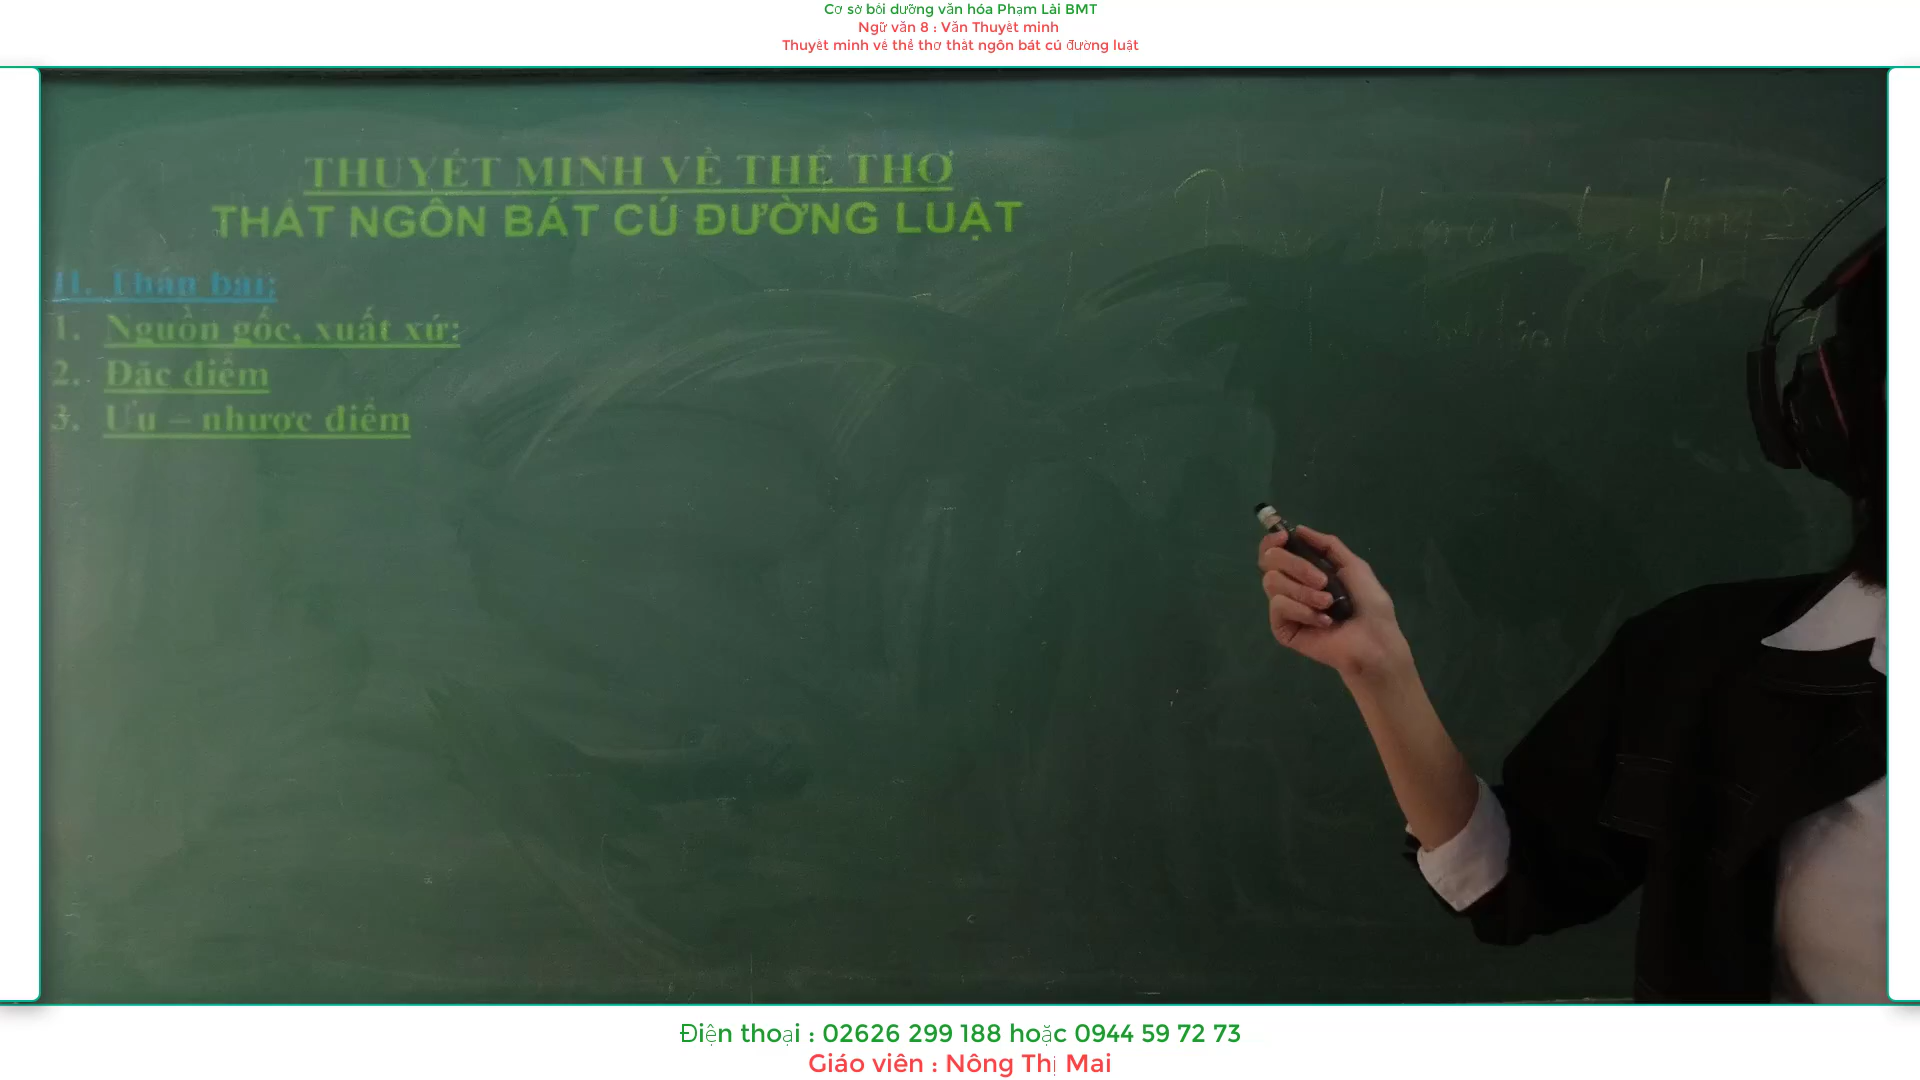 Cơ sở bồi dưỡng văn hóa Phạm Lài BMT
Ngữ văn 8 : Văn Thuyết minh
Thuyết minh về thể thơ thất ngôn bát cú đường luật
THUYẾT MINH VỀ THỂ THƠ
THẤT NGÔN BÁT CÚ ĐƯỜNG LUẬT
II. Thân bài:
1. Nguồn gốc, xuất xứ:
2. Đặc điểm
3. Ưu – nhược điểm
Điện thoại : 02626 299 188 hoặc 0944 59 72 73
Giáo viên : Nông Thị Mai